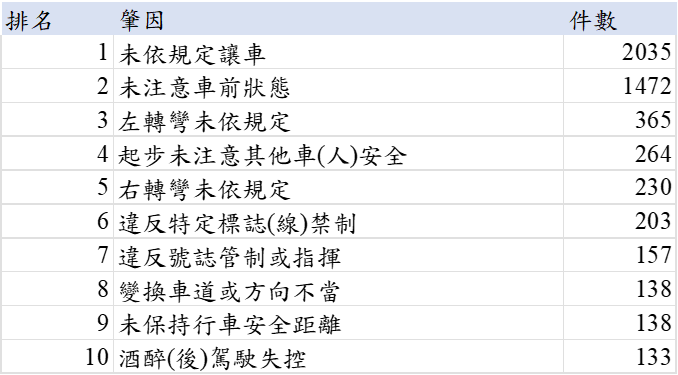 排名 肇因 件數
1 未依規定讓車 2035
2 未注意車前狀態 1472
3 左轉彎未依規定 365
4 起步未注意其他車(人)安全 264
5 右轉彎未依規定 230
6 違反特定標誌(線)禁制 203
7 違反號誌管制或指揮 157
8 變換車道或方向不當 138
9 未保持行車安全距離 138
10 酒醉(後)駕駛失控 133